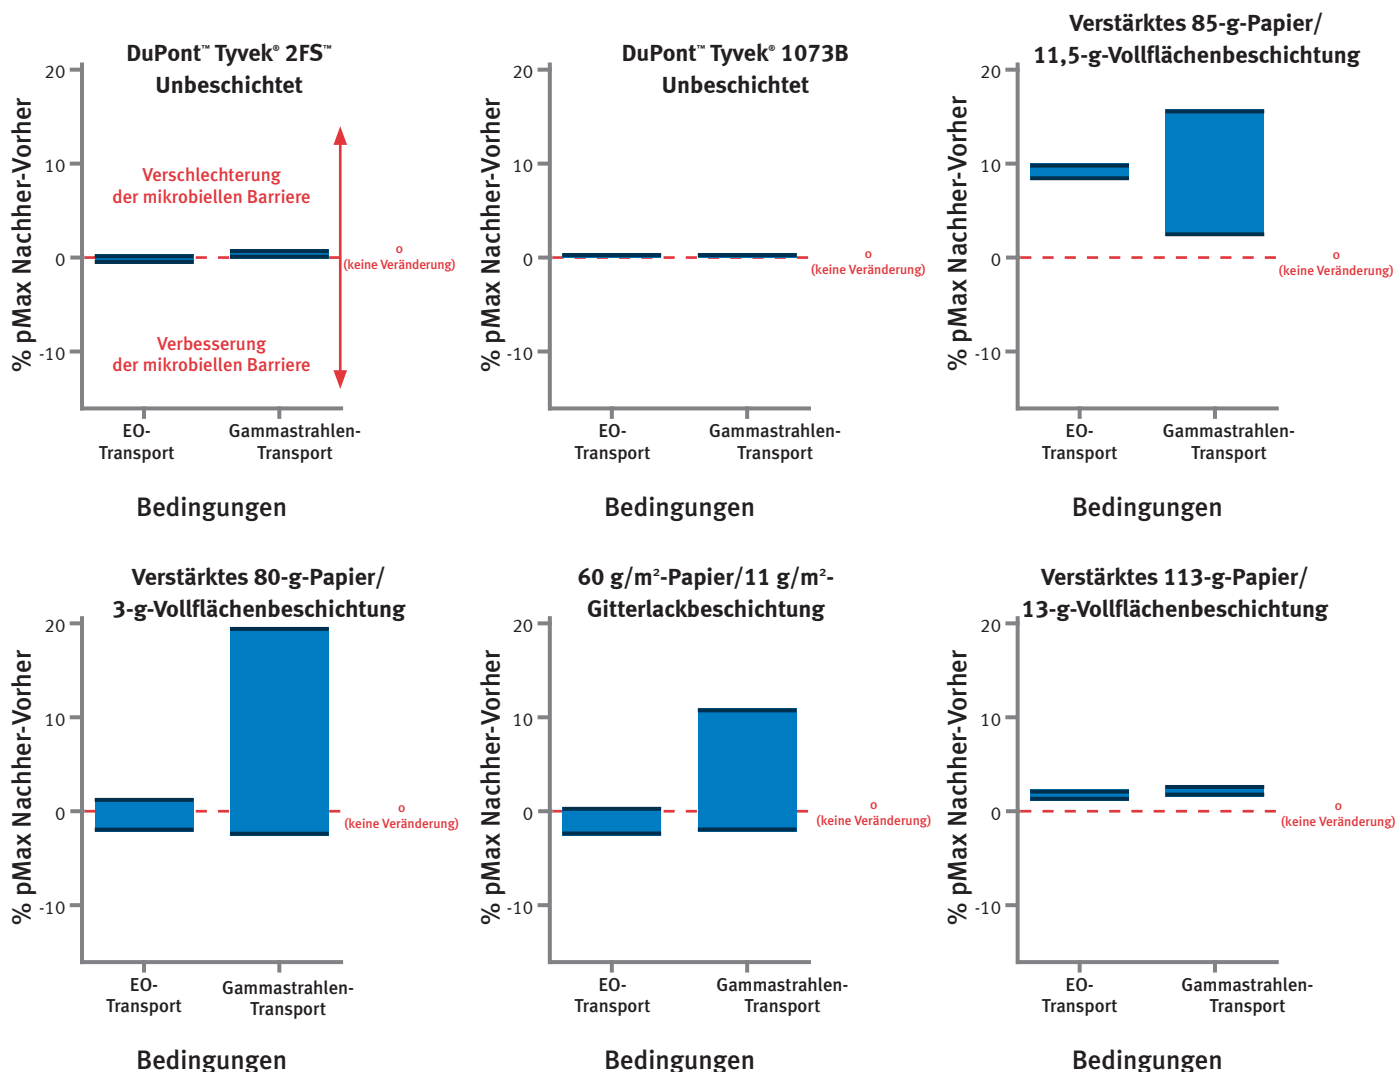 DuPont™ Tyvek® 2FS™
Unbeschichtet
% pMax Nachher-Vorher
20
10
0
-10
Verschlechterung
der mikrobiellen Barriere
o
(keine Veränderung)
Verbesserung
der mikrobiellen Barriere
EO-
Transport
Gammastrahlen-
Transport
Bedingungen
DuPont™ Tyvek® 1073B
Unbeschichtet
% pMax Nachher-Vorher
20
10
0
-10
o
(keine Veränderung)
EO-
Transport
Gammastrahlen-
Transport
Bedingungen
Verstärktes 85-g-Papier/
11,5-g-Vollflächenbeschichtung
% pMax Nachher-Vorher
20
10
0
-10
o
(keine Veränderung)
EO-
Transport
Gammastrahlen-
Transport
Bedingungen
Verstärktes 80-g-Papier/
3-g-Vollflächenbeschichtung
% pMax Nachher-Vorher
20
10
0
-10
o
(keine Veränderung)
EO-
Transport
Gammastrahlen-
Transport
Bedingungen
60 g/m²-Papier/11 g/m²-
Gitterlackbeschichtung
% pMax Nachher-Vorher
20
10
0
-10
o
(keine Veränderung)
EO-
Transport
Gammastrahlen-
Transport
Bedingungen
Verstärktes 113-g-Papier/
13-g-Vollflächenbeschichtung
% pMax Nachher-Vorher
20
10
0
-10
o
(keine Veränderung)
EO-
Transport
Gammastrahlen-
Transport
Bedingungen